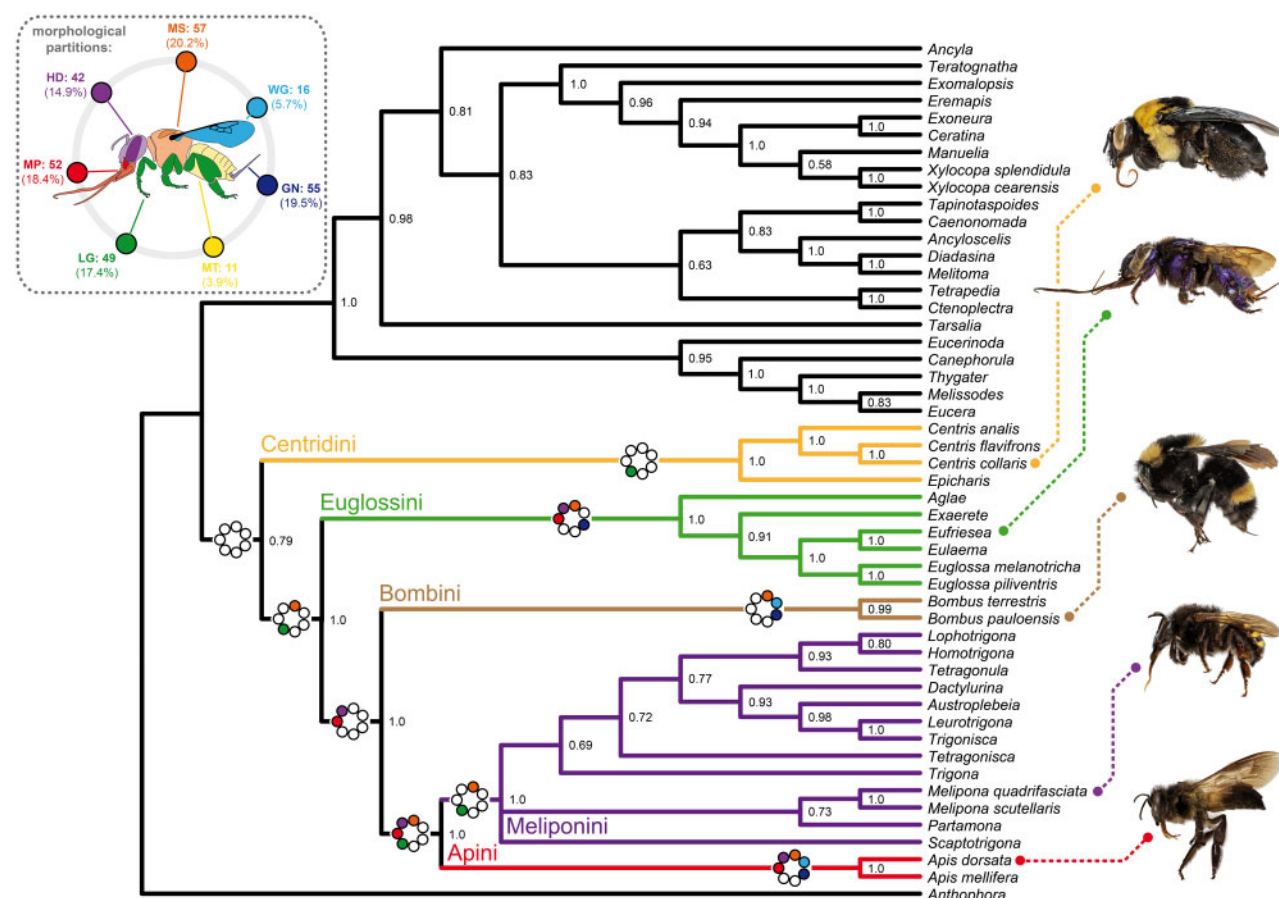 morphological
partitions:
MS: 57
(20.2%)
HD: 42
(14.9%)
WG: 16
(5.7%)
MP: 52
(18.4%)
GN: 55
(19.5%)
LG: 49
(17.4%)
MT: 11
(3.9%)
Ancyla
Teratognatha
1.0
Exomalopsis
0.96
Eremapis
0.81
0.94
Exoneura
1.0
Ceratina
1.0
Manuelia
0.83
0.58
Xylocopa splendidula
1.0
Xylocopa cearensis
Tapinotaspoides
1.0
Caenonomada
0.83
0.98
Ancyloscelis
1.0
Diadasina
0.63
1.0
Melitoma
Tetrapedia
1.0
Ctenoplectra
1.0
Tarsalia
Eucerinoda
0.95
Canephorula
1.0
Thygater
1.0
Melissodes
0.83
Eucera
Centridini
Centris analis
1.0
Centris flavifrons
1.0
1.0
Centris collaris
Epicharis
Euglossini
Aglae
1.0
Exaerete
0.79
0.91
Eufriesea
1.0
Eulaema
1.0
Euglossa melanotricha
1.0
Euglossa piliventris
Bombini
Bombus terrestris
0.99
1.0
Bombus pauloensis
Lophotrigona
0.80
Homotrigona
0.93
Tetragonula
0.77
Dactylurina
0.93
Austroplebeia
0.72
0.98
Leurotrigona
1.0
1.0
Trigonisca
Tetragonisca
0.69
Trigona
Melipona quadrifasciata
1.0
1.0
Melipona scutellaris
0.73
Meliponini
Partamona
1.0
Scaptotrigona
Apini
Apis dorsata
1.0
Apis mellifera
Anthophora